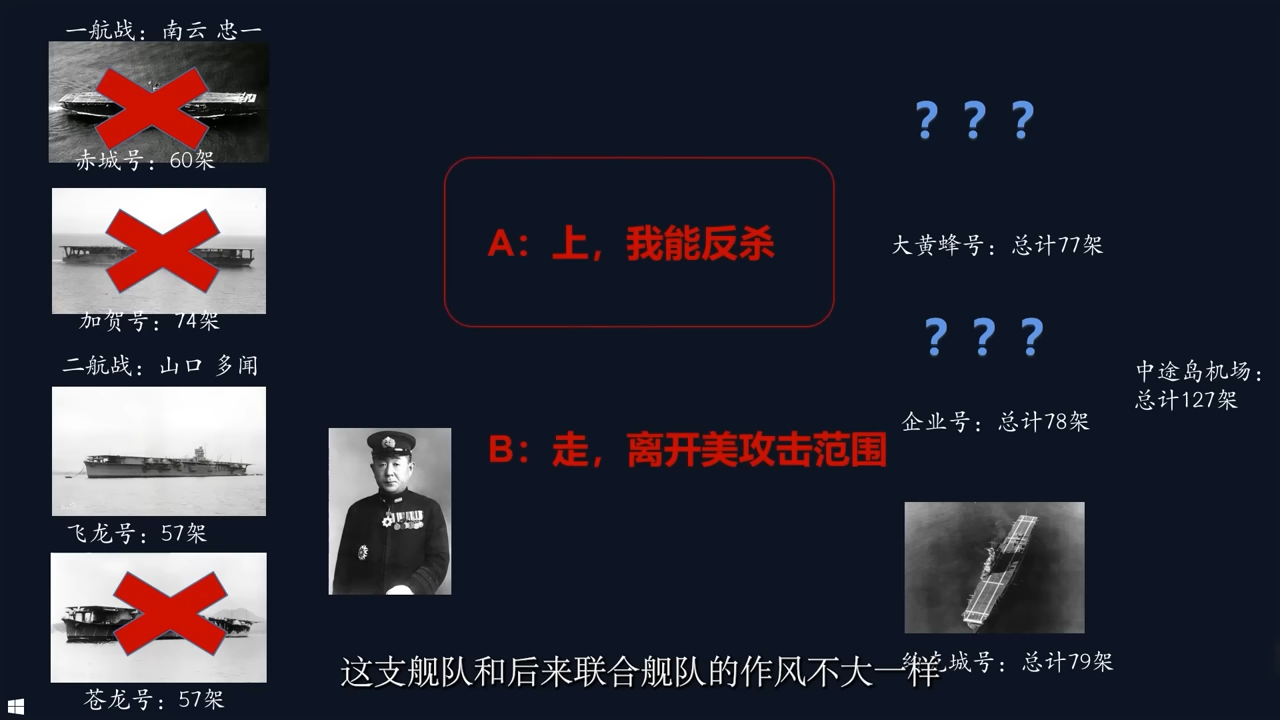 一航战：南云 忠一
赤城号：60架
加贺号：74架
二航战：山口 多闻
飞龙号：57架
苍龙号：57架
A：上，我能反杀
B：走，离开美攻击范围
？？？
大黄蜂号：总计77架
？？？
企业号：总计78架
中途岛机场：
总计127架
城号：总计79架
这支舰队和后来联合舰队的作风不大一样